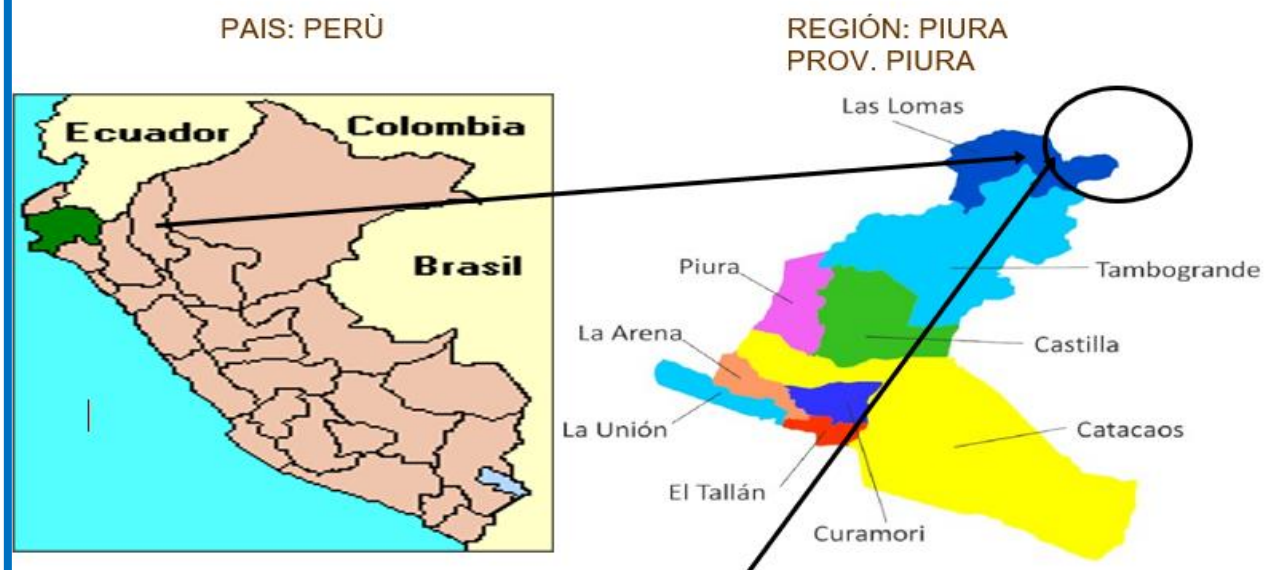 PAIS: PERÙ
REGIÓN: PIURA
PROV. PIURA
Ecuador
Colombia
Brasil
Las Lomas
Piura
Tambogrande
La Arena
Castilla
La Unión
Catacaos
El Tallán
Curamori